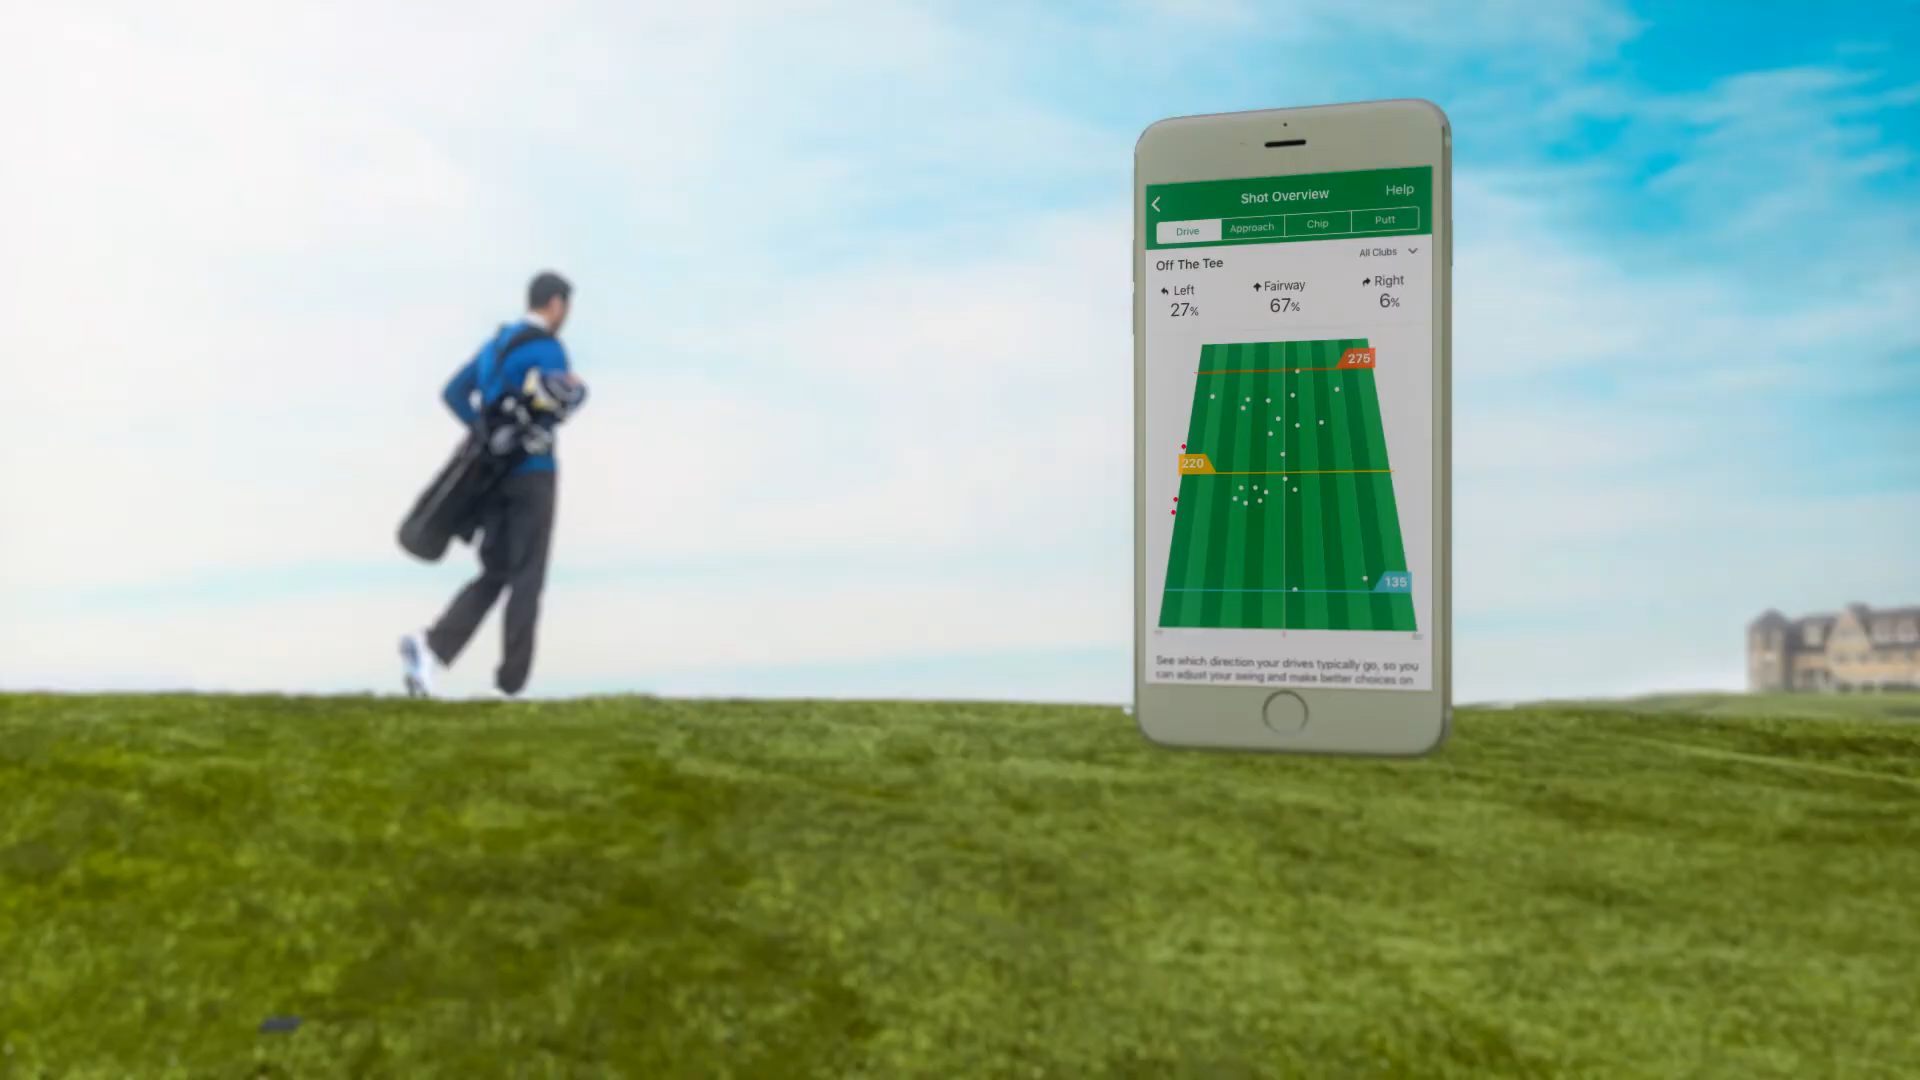 Shot Overview
Help
Drive
Approach
Chip
Putt
All Clubs
Off The Tee
Left
Fairway
Right
27%
67%
6%
275
220
135
See which direction your drives typically go, so you
can adjust your swing and make better choices on